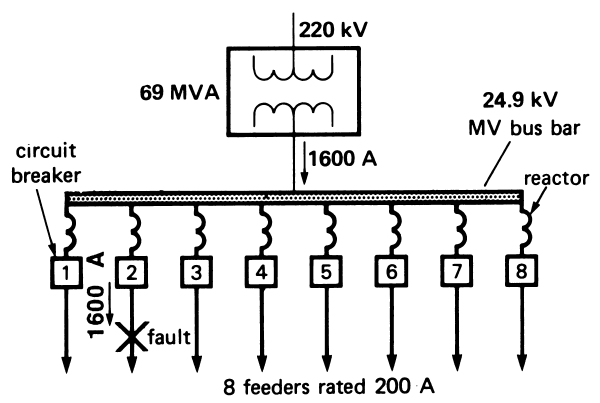 220 kV
69 MVA
24.9 kV
MV bus bar
1600 A
circuit
breaker
reactor
1 2 3 4 5 6 7 8
1600 A
fault
8 feeders rated 200 A